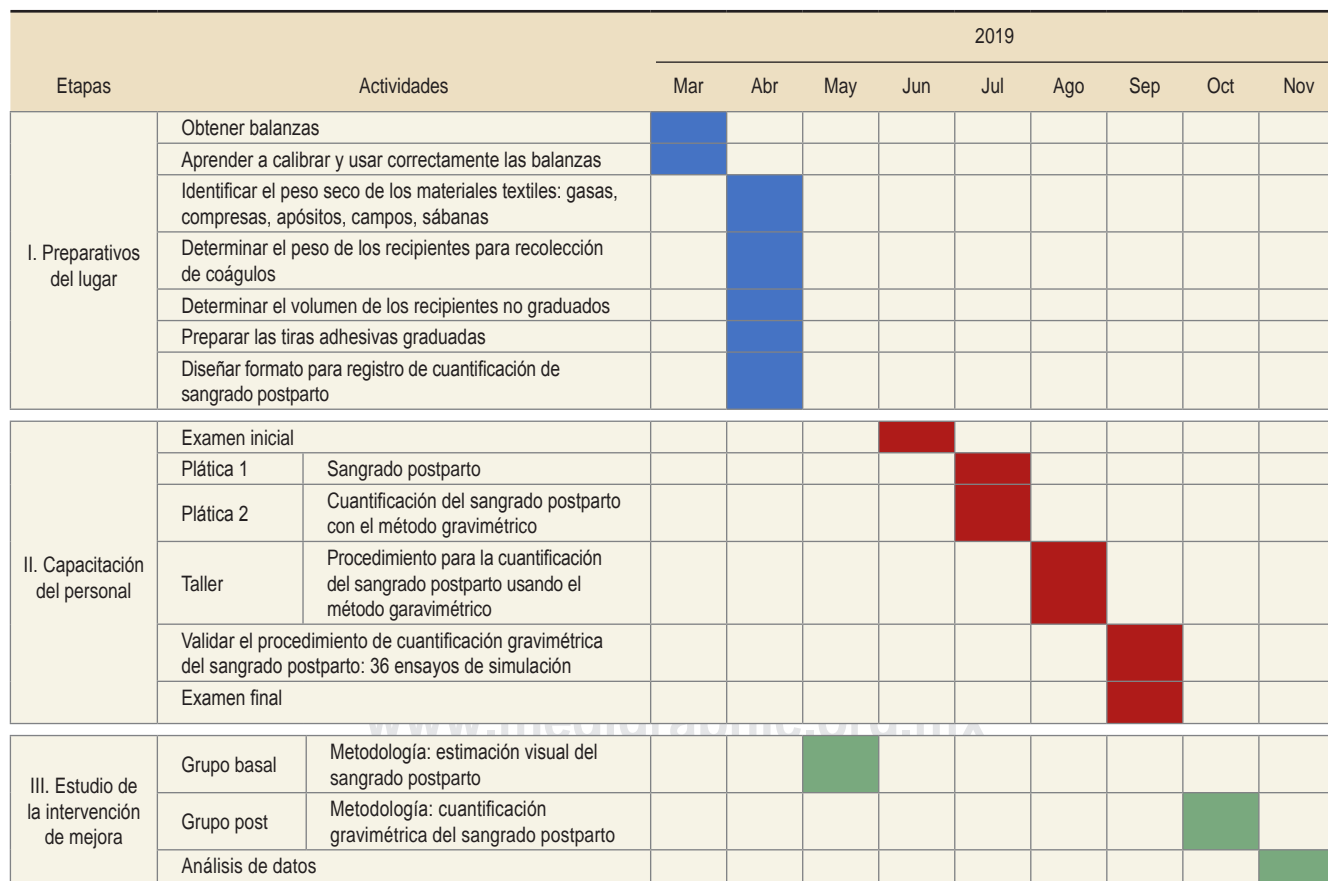 2019
Etapas Actividades Mar Abr May Jun Jul Ago Sep Oct Nov
I. Preparativos
del lugar
Obtener balanzas
Aprender a calibrar y usar correctamente las balanzas
Identificar el peso seco de los materiales textiles: gasas,
compresas, apósitos, campos, sábanas
Determinar el peso de los recipientes para recolección
de coágulos
Determinar el volumen de los recipientes no graduados
Preparar las tiras adhesivas graduadas
Diseñar formato para registro de cuantificación de
sangrado postparto
II. Capacitación
del personal
Examen inicial
Plática 1 Sangrado postparto
Plática 2
Cuantificación del sangrado postparto
con el método gravimétrico
Taller
Procedimiento para la cuantificación
del sangrado postparto usando el
método garavimétrico
Validar el procedimiento de cuantificación gravimétrica
del sangrado postparto: 36 ensayos de simulación
Examen final
www.medigraphic.org.mx
III. Estudio de
la intervención
de mejora
Grupo basal
Metodología: estimación visual del
sangrado postparto
Grupo post
Metodología: cuantificación
gravimétrica del sangrado postparto
Análisis de datos